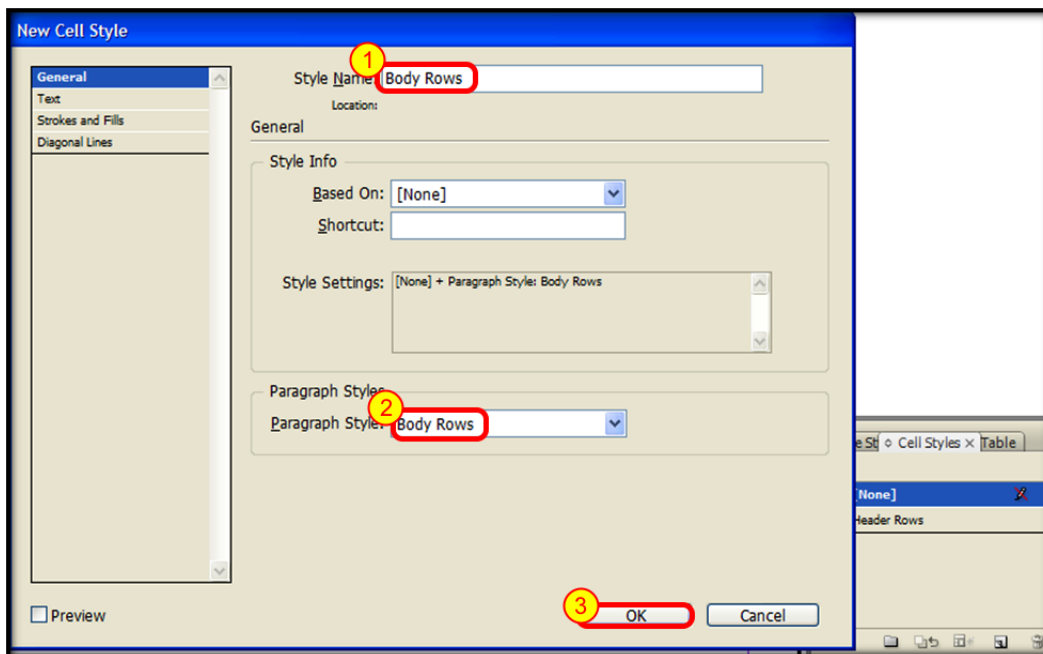 New Cell Style
General
Text
Strokes and Fills
Diagonal Lines
1
Style Name: Body Rows
Location:
General
Style Info
Based On: [None]
Shortcut:
Style Settings: [None] + Paragraph Style: Body Rows
Paragraph Styles
2
Paragraph Style: Body Rows
e St Cell Styles Table
[None]
Header Rows
Preview
3
OK
Cancel